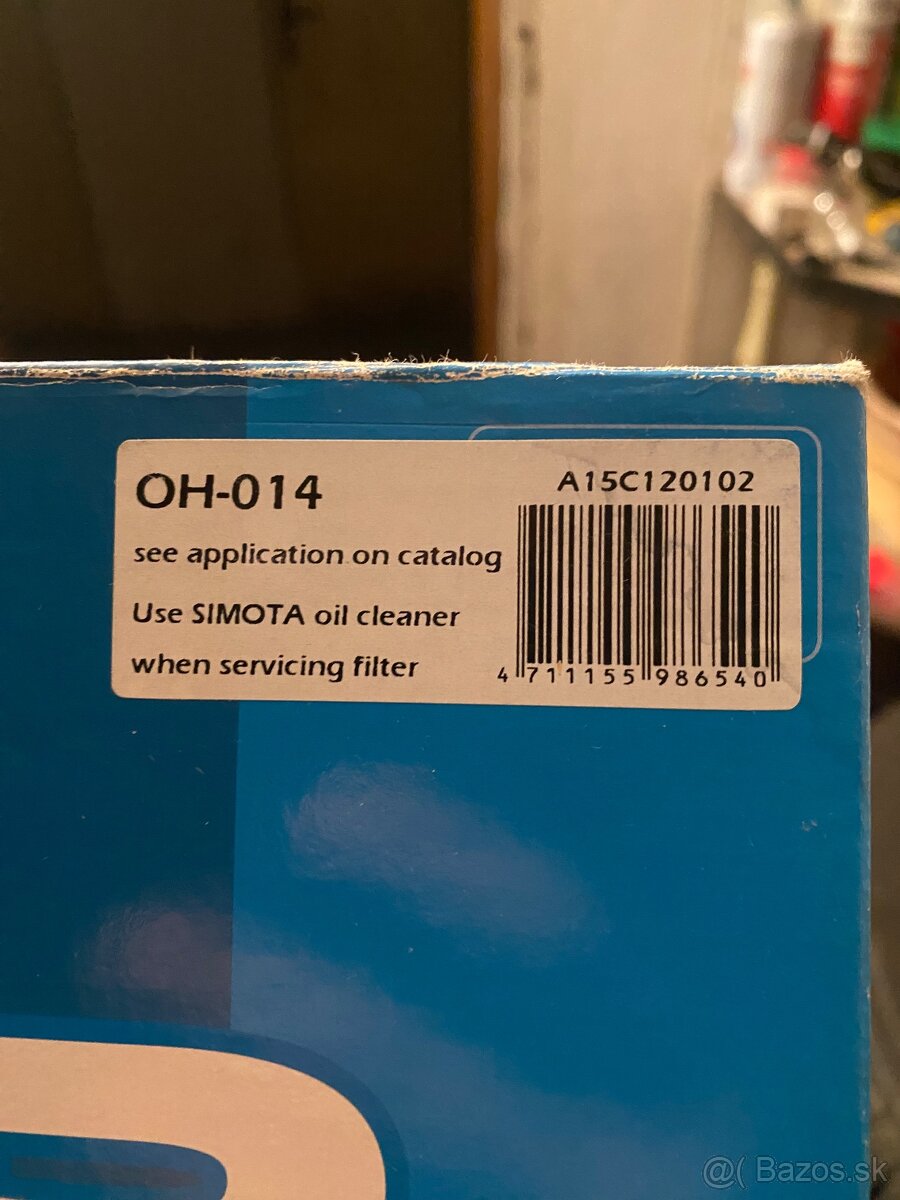 OH-014
see application on catalog
Use SIMOTA oil cleaner
when servicing filter
A15C120102
4 711155 986540
@( Bazos.sk